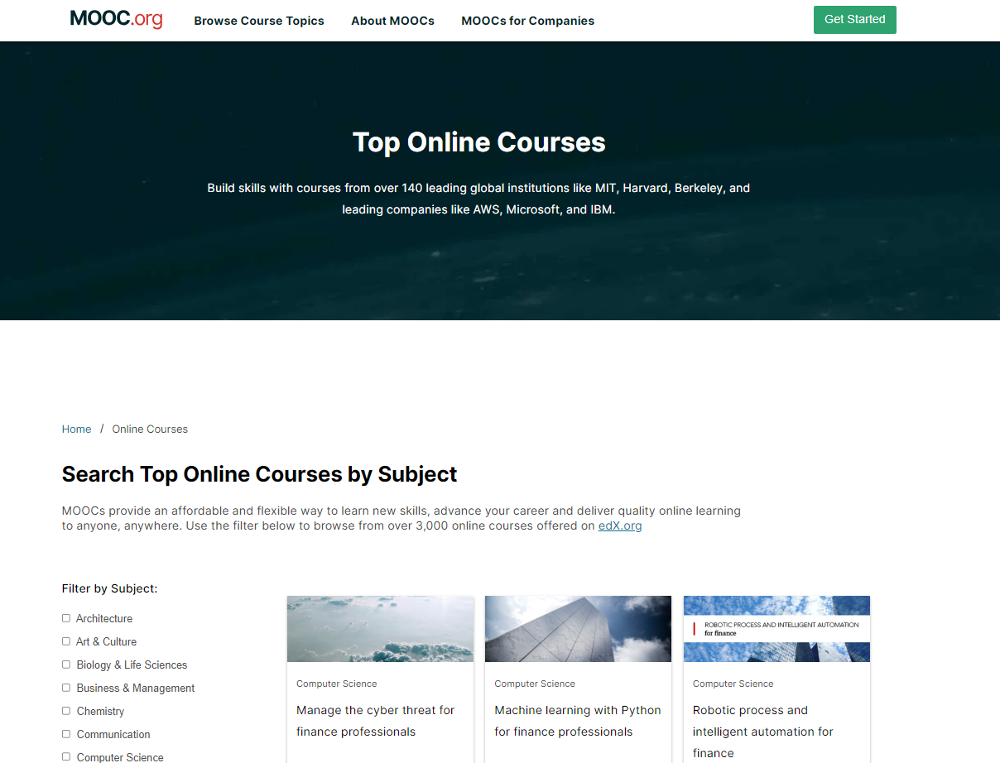 MOOC.org
Browse Course Topics
About MOOCs
MOOCs for Companies
Get Started
Top Online Courses
Build skills with courses from over 140 leading global institutions like MIT, Harvard, Berkeley, and
leading companies like AWS, Microsoft, and IBM.
Home / Online Courses
Search Top Online Courses by Subject
MOOCs provide an affordable and flexible way to learn new skills, advance your career and deliver quality online learning
to anyone, anywhere. Use the filter below to browse from over 3,000 online courses offered on edX.org
Filter by Subject:
Architecture
Art & Culture
Biology & Life Sciences
Business & Management
Chemistry
Communication
Computer Science
Computer Science
Manage the cyber threat for
finance professionals
Computer Science
Machine learning with Python
for finance professionals
ROBOTIC PROCESS AND INTELLIGENT AUTOMATION
for finance
Computer Science
Robotic process and
intelligent automation for
finance